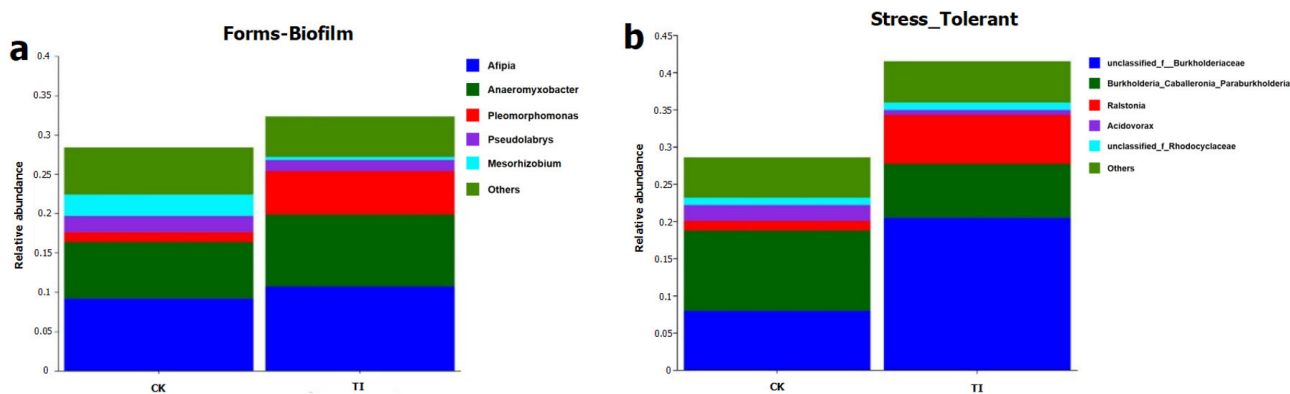 a
Forms-Biofilm
Relative abundance
0.4
0.35
0.3
0.25
0.2
0.15
0.1
0.05
0
CK
TI
Afipia
Anaeromyxobacter
Pleomorphomonas
Pseudolabrys
Mesorhizobium
Others
b
Stress_Tolerant
Relative abundance
0.45
0.4
0.35
0.3
0.25
0.2
0.15
0.1
0.05
0
CK
TI
unclassified_f__Burkholderiaceae
Burkholderia_Caballeronia_Paraburkholderia
Ralstonia
Acidovorax
unclassified_f_Rhodocyclaceae
Others